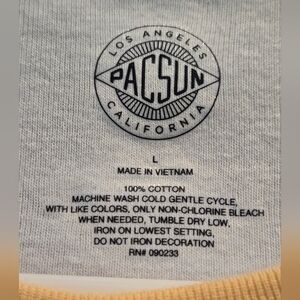 LOS ANGELES
PACSUN
CALIFORNIA
L
MADE IN VIETNAM
100% COTTON
MACHINE WASH COLD GENTLE CYCLE,
WITH LIKE COLORS, ONLY NON-CHLORINE BLEACH
WHEN NEEDED, TUMBLE DRY LOW,
IRON ON LOWEST SETTING,
DO NOT IRON DECORATION
RN# 090233